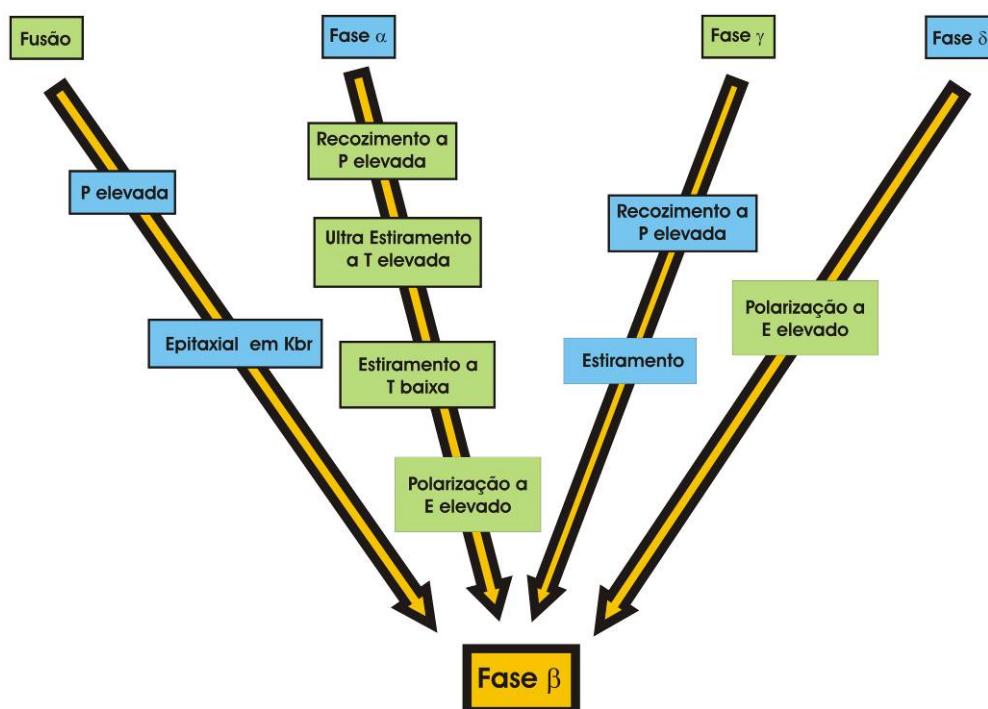 Fusão
Fase α
Fase γ
Fase δ
Recozimento a
P elevada
P elevada
Recozimento a
P elevada
Ultra Estiramento
a T elevada
Polarização a
E elevado
Epitaxial em Kbr
Estiramento a
T baixa
Estiramento
Polarização a
E elevado
Fase β